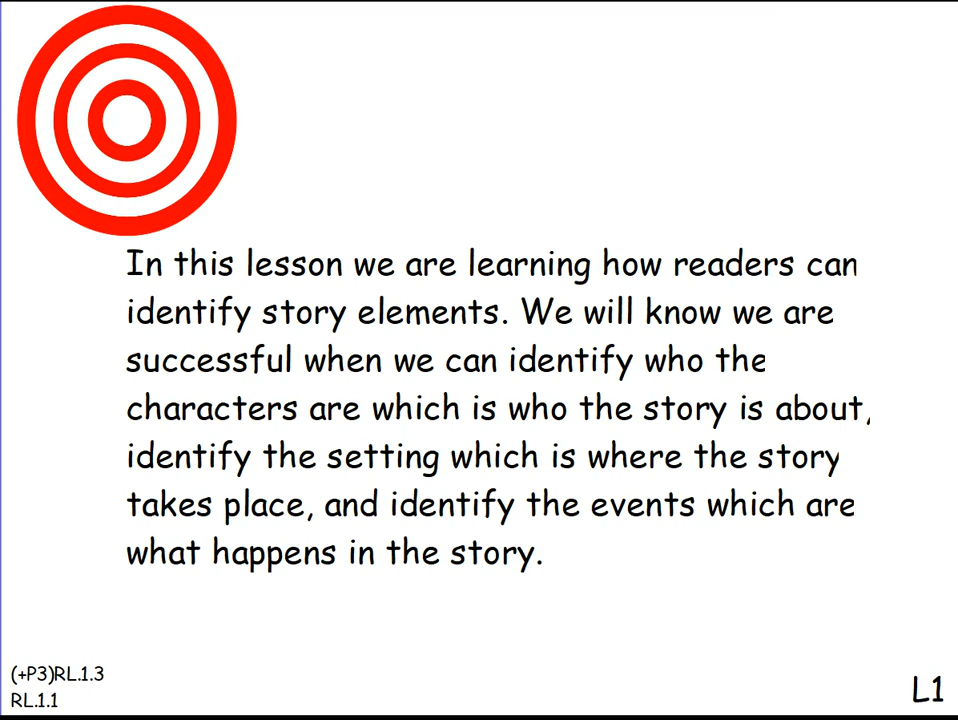 In this lesson we are learning how readers can
identify story elements. We will know we are
successful when we can identify who the
characters are which is who the story is about,
identify the setting which is where the story
takes place, and identify the events which are
what happens in the story.
(+P3)RL.1.3
RL.1.1
L1